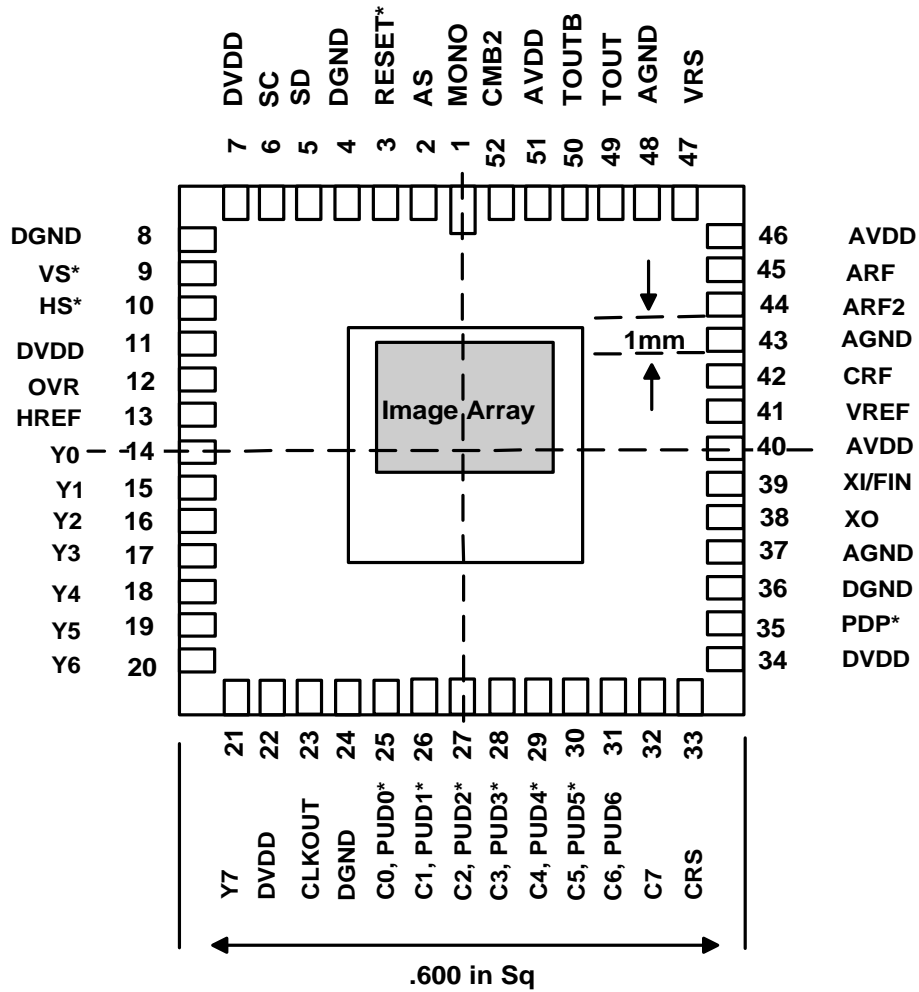 DVDD
SC
SD
DGND
RESET*
AS
MONO
CMB2
AVDD
TOUTB
TOUT
AGND
VRS
7 6 5 4 3 2 1 52 51 50 49 48 47
DGND 8
VS* 9
HS* 10
DVDD 11
OVR 12
HREF 13
Y0 14
Y1 15
Y2 16
Y3 17
Y4 18
Y5 19
Y6 20
Image Array
1mm
46 AVDD
45 ARF
44 ARF2
43 AGND
42 CRF
41 VREF
40 AVDD
39 XI/FIN
38 XO
37 AGND
36 DGND
35 PDP*
34 DVDD
21 22 23 24 25 26 27 28 29 30 31 32 33
Y7
DVDD
CLKOUT
DGND
C0, PUD0*
C1, PUD1*
C2, PUD2*
C3, PUD3*
C4, PUD4*
C5, PUD5*
C6, PUD6
C7
CRS
.600 in Sq